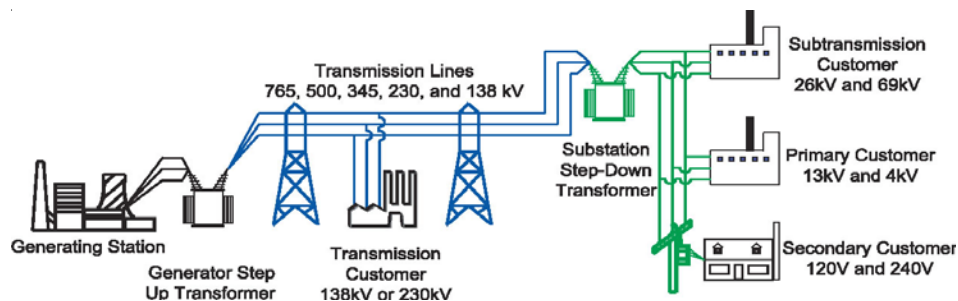 Transmission Lines
765, 500, 345, 230, and 138 kV
Subtransmission
Customer
26kV and 69kV
Substation
Step-Down
Transformer
Primary Customer
13kV and 4kV
Generating Station
Generator Step
Up Transformer
Transmission
Customer
138kV or 230kV
Secondary Customer
120V and 240V